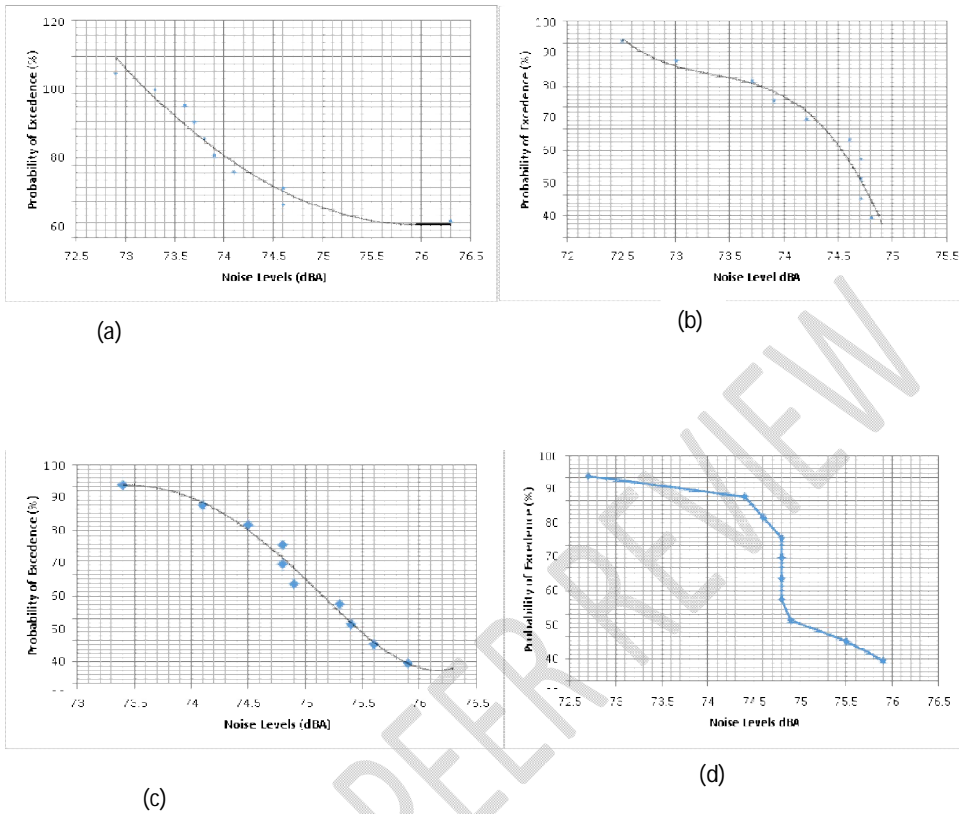 120
100
80
60
Probability of Excedence (%)
72.5 73 73.5 74 74.5 75 75.5 76 76.5
Noise Levels (dBA)
(a)
90
80
70
60
50
40
Probability of Excedence (%)
72 72.5 73 73.5 74 74.5 75 75.5
Noise Level dBA
(b)
100
90
80
70
60
50
40
Probability of Excedence (%)
73 73.5 74 74.5 75 75.5 76 76.5
Noise Levels (dBA)
(c)
100
90
80
70
60
50
40
Probability of Excedence (%)
72.5 73 73.5 74 74.5 75 75.5 76 76.5
Noise Levels dBA
(d)
PEER REVIEW